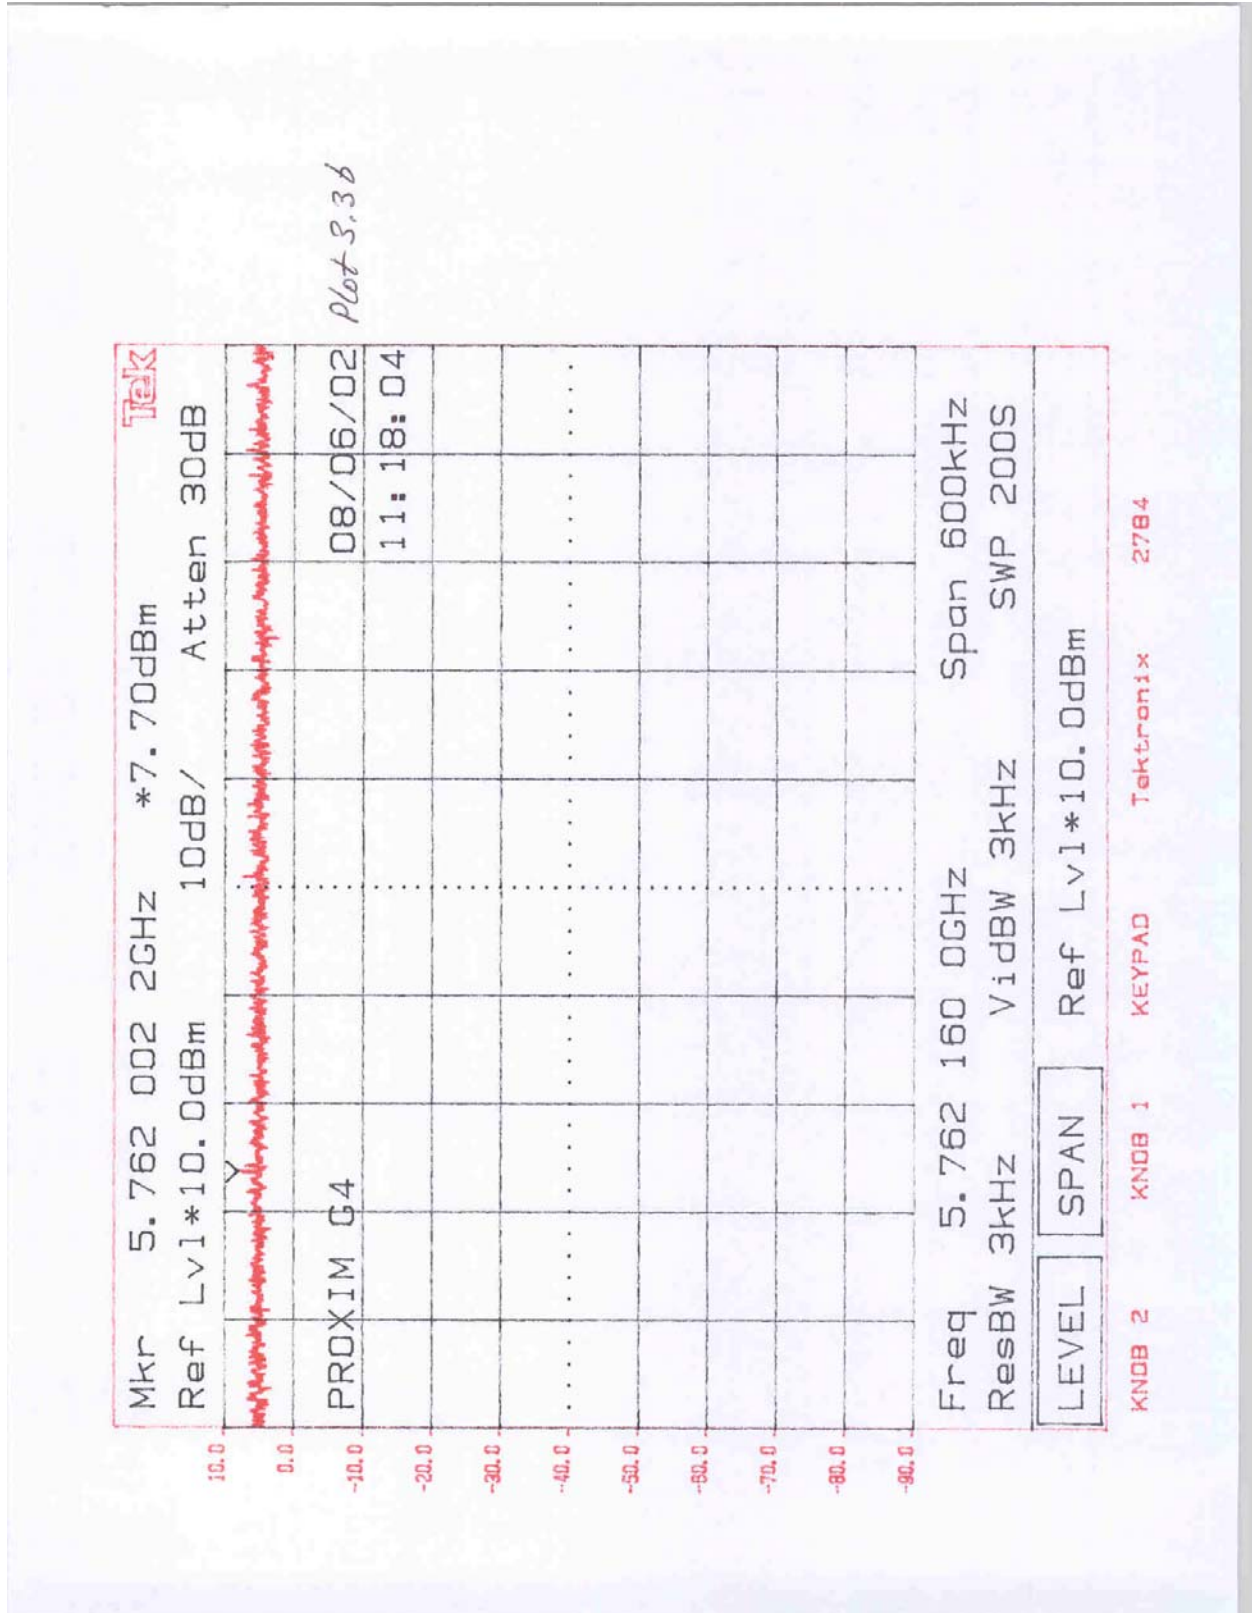 Mkr 5.762 002 2GHz *7.70dBm Tek
Ref Lvl*10.0dBm 10dB/ Atten 30dB
10.0
0.0
-10.0
-20.0
-30.0
-40.0
-50.0
-60.0
-70.0
-80.0
-90.0
PROXIM G4 08/06/02 Plot 3.3b
11:18:04
Freq 5.762 160 0GHz Span 600kHz
ResBW 3kHz VidBW 3kHz SWP 200S
LEVEL SPAN Ref Lvl*10.0dBm
KNOB 2 KNOB 1 KEYPAD Tektronix 2784